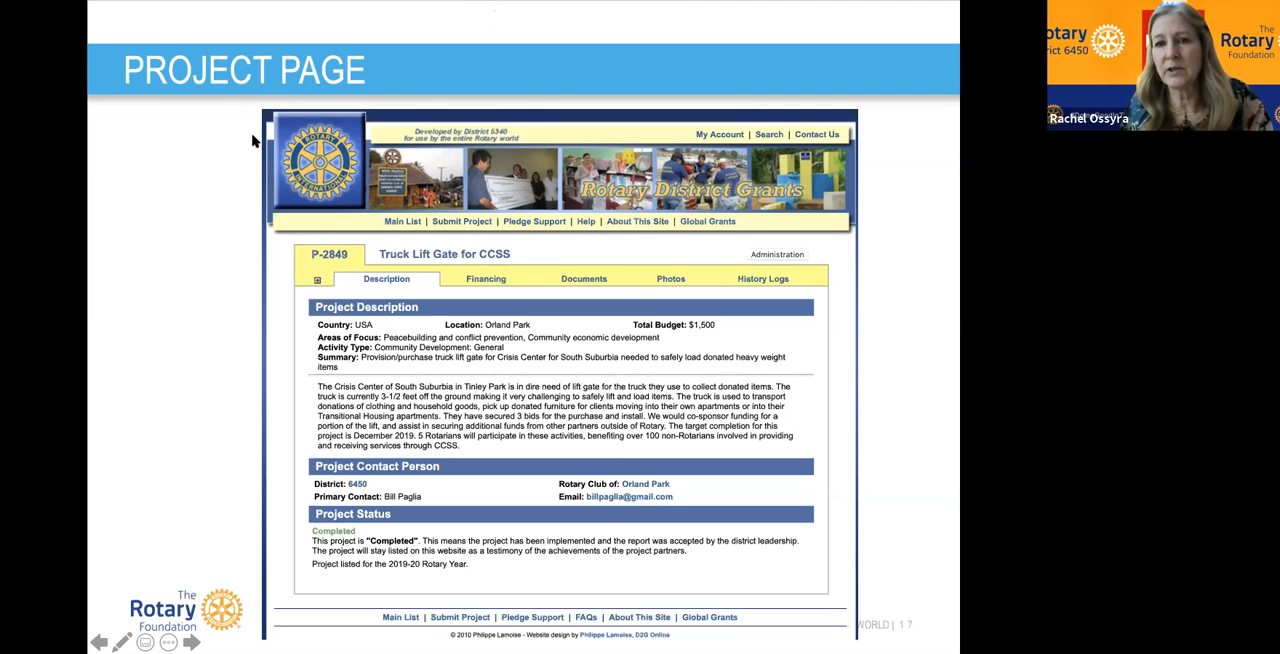 PROJECT PAGE
ROTARY
INTERNATIONAL
Developed by District 5340
for use by the entire Rotary world
My Account | Search | Contact Us
Rotary District Grants
Main List | Submit Project | Pledge Support | Help | About This Site | Global Grants
P-2849 Truck Lift Gate for CCSS Administration
Description Financing Documents Photos History Logs
Project Description
Country: USA Location: Orland Park Total Budget: $1,500
Areas of Focus: Peacebuilding and conflict prevention, Community economic development
Activity Type: Community Development: General
Summary: Provision/purchase truck lift gate for Crisis Center for South Suburbia needed to safely load donated heavy weight
items
The Crisis Center of South Suburbia in Tinley Park is in dire need of lift gate for the truck they use to collect donated items. The
truck is currently 3-1/2 feet off the ground making it very challenging to safely lift and load items. The truck is used to transport
donations of clothing and household goods, pick up donated furniture for clients moving into their own apartments or into their
Transitional Housing apartments. They have secured 3 bids for the purchase and install. We would co-sponsor funding for a
portion of the lift, and assist in securing additional funds from other partners outside of Rotary. The target completion for this
project is December 2019. 5 Rotarians will participate in these activities, benefiting over 100 non-Rotarians involved in providing
and receiving services through CCSS.
Project Contact Person
District: 6450 Rotary Club of: Orland Park
Primary Contact: Bill Paglia Email: billpaglia@gmail.com
Project Status
Completed
This project is "Completed". This means the project has been implemented and the report was accepted by the district leadership.
The project will stay listed on this website as a testimony of the achievements of the project partners.
Project listed for the 2019-20 Rotary Year.
Main List | Submit Project | Pledge Support | FAQs | About This Site | Global Grants
© 2010 Philippe Lamoise - Website design by Philippe Lamoise, D2G Online
The
Rotary
Foundation
WORLD | 17
otary
ict 6450
The
Rotary
Foundation
Rachel Ossyra